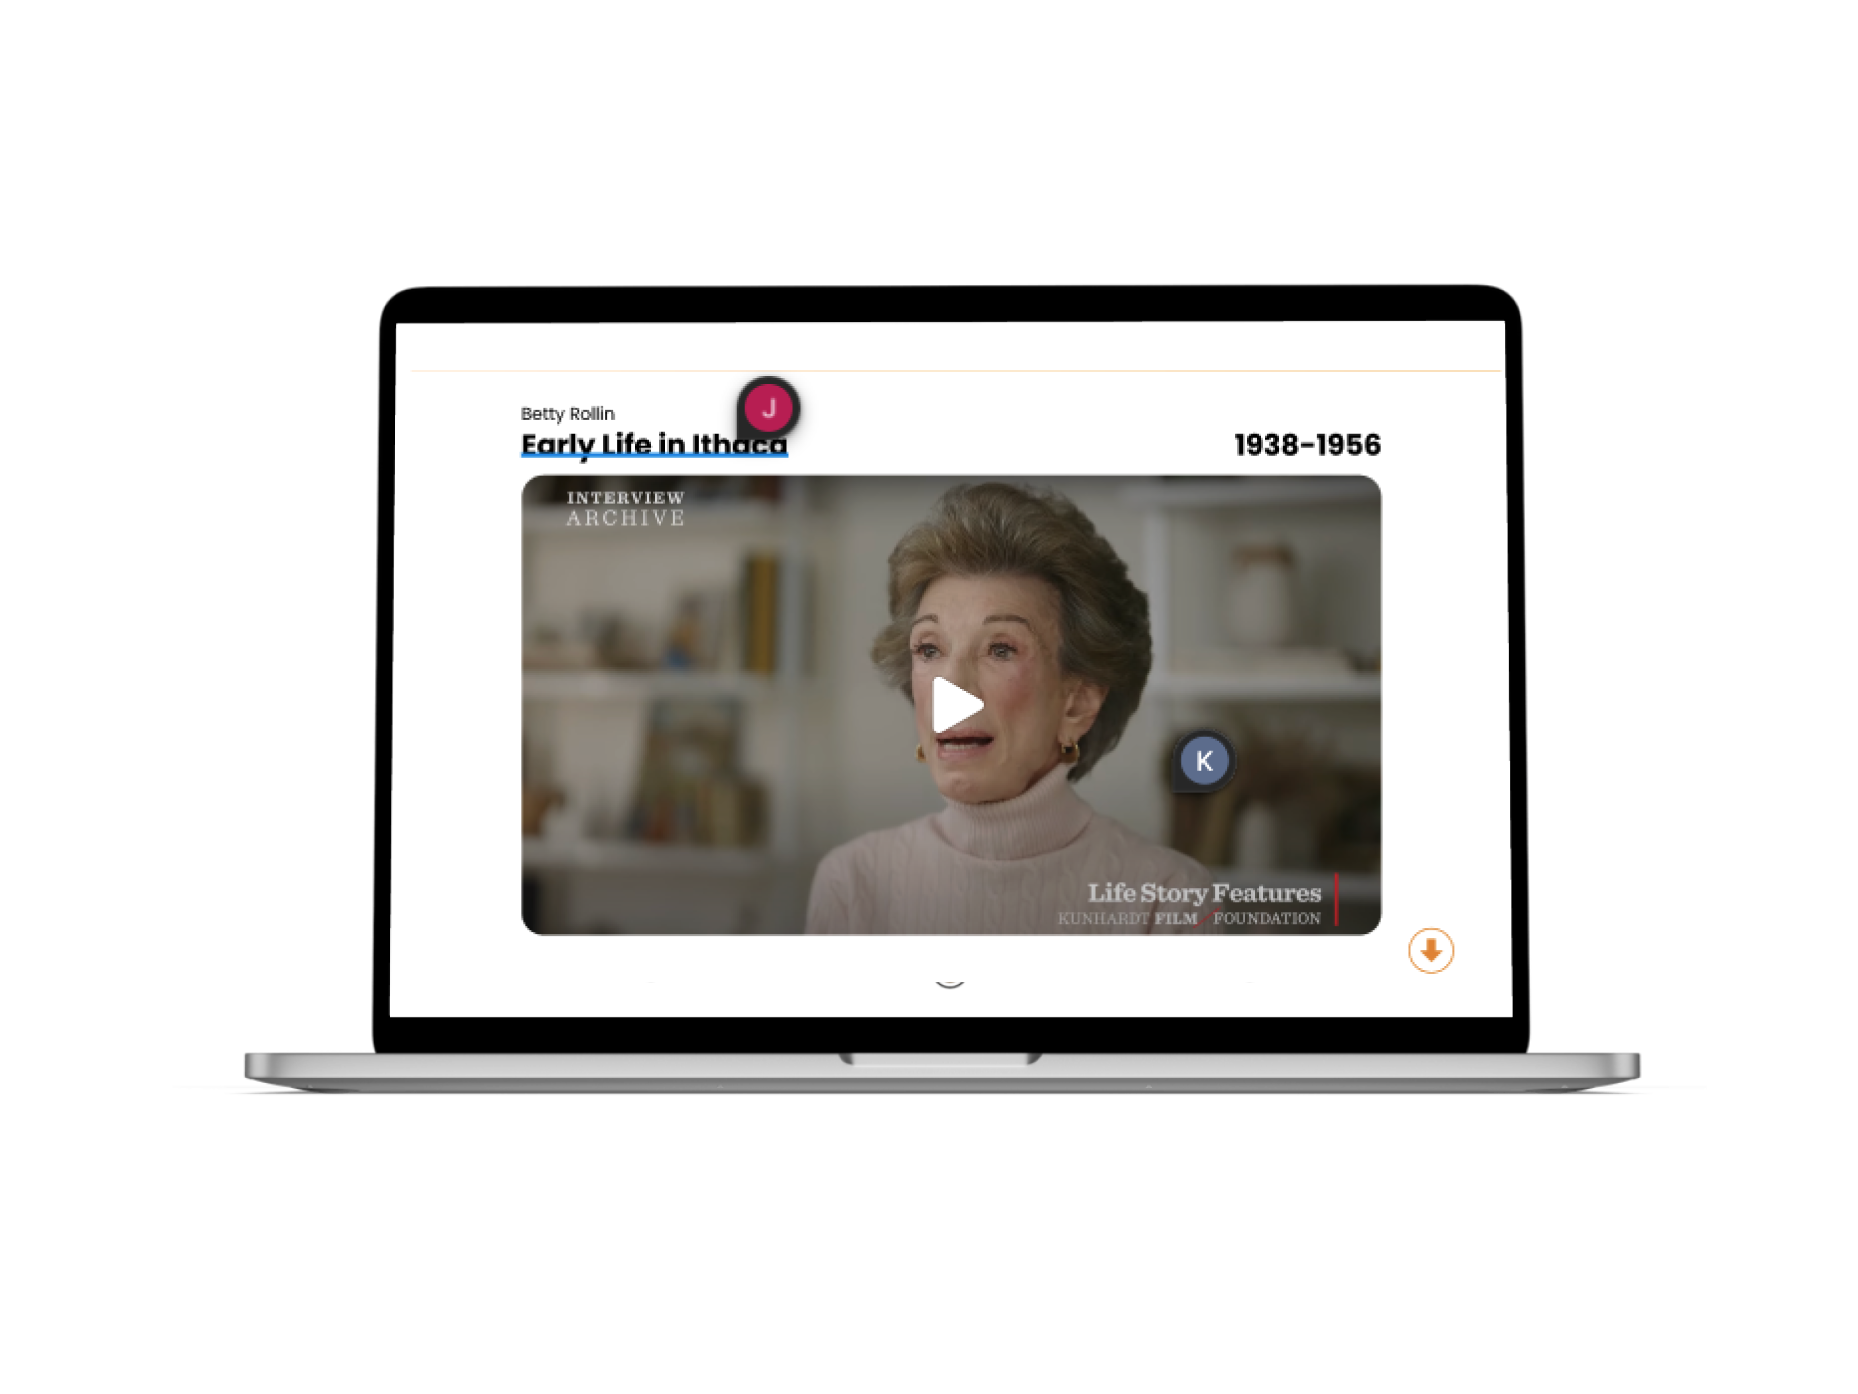 J
Betty Rollin
Early Life in Ithaca
1938-1956
INTERVIEW
ARCHIVE
K
Life Story Features
KUNHARDT FILM FOUNDATION